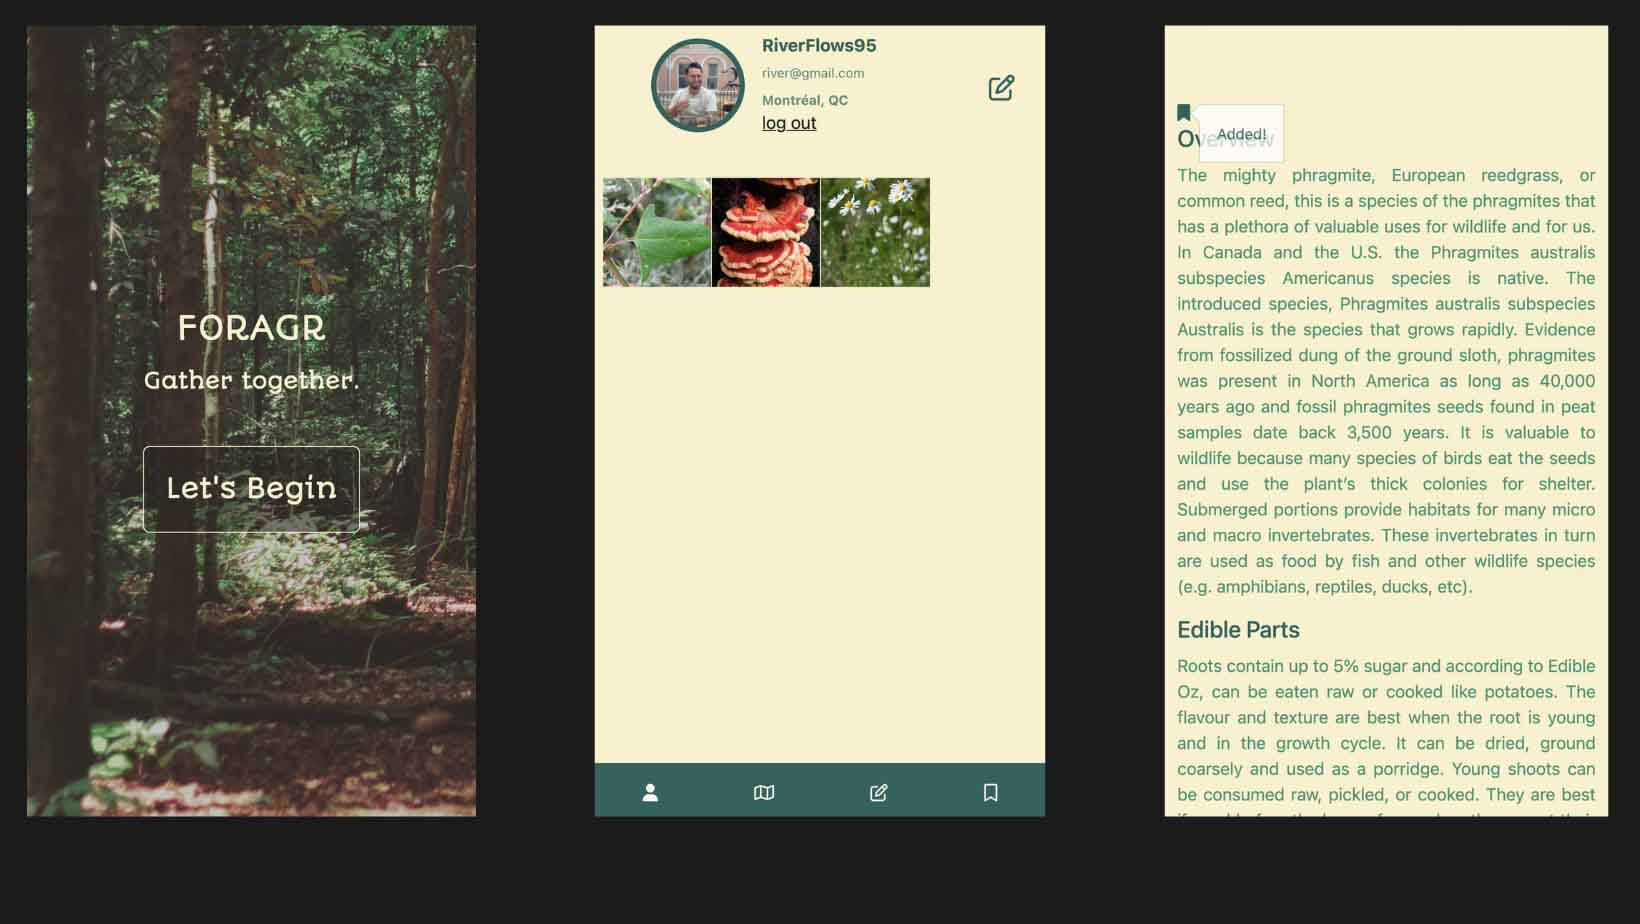 FORAGR
Gather together.
Let's Begin
RiverFlows95
river@gmail.com
Montréal, QC
log out
Added!
Overview
The mighty phragmite, European reedgrass, or
common reed, this is a species of the phragmites that
has a plethora of valuable uses for wildlife and for us.
In Canada and the U.S. the Phragmites australis
subspecies Americanus species is native. The
introduced species, Phragmites australis subspecies
Australis is the species that grows rapidly. Evidence
from fossilized dung of the ground sloth, phragmites
was present in North America as long as 40,000
years ago and fossil phragmites seeds found in peat
samples date back 3,500 years. It is valuable to
wildlife because many species of birds eat the seeds
and use the plant's thick colonies for shelter.
Submerged portions provide habitats for many micro
and macro invertebrates. These invertebrates in turn
are used as food by fish and other wildlife species
(e.g. amphibians, reptiles, ducks, etc).
Edible Parts
Roots contain up to 5% sugar and according to Edible
Oz, can be eaten raw or cooked like potatoes. The
flavour and texture are best when the root is young
and in the growth cycle. It can be dried, ground
coarsely and used as a porridge. Young shoots can
be consumed raw, pickled, or cooked. They are best